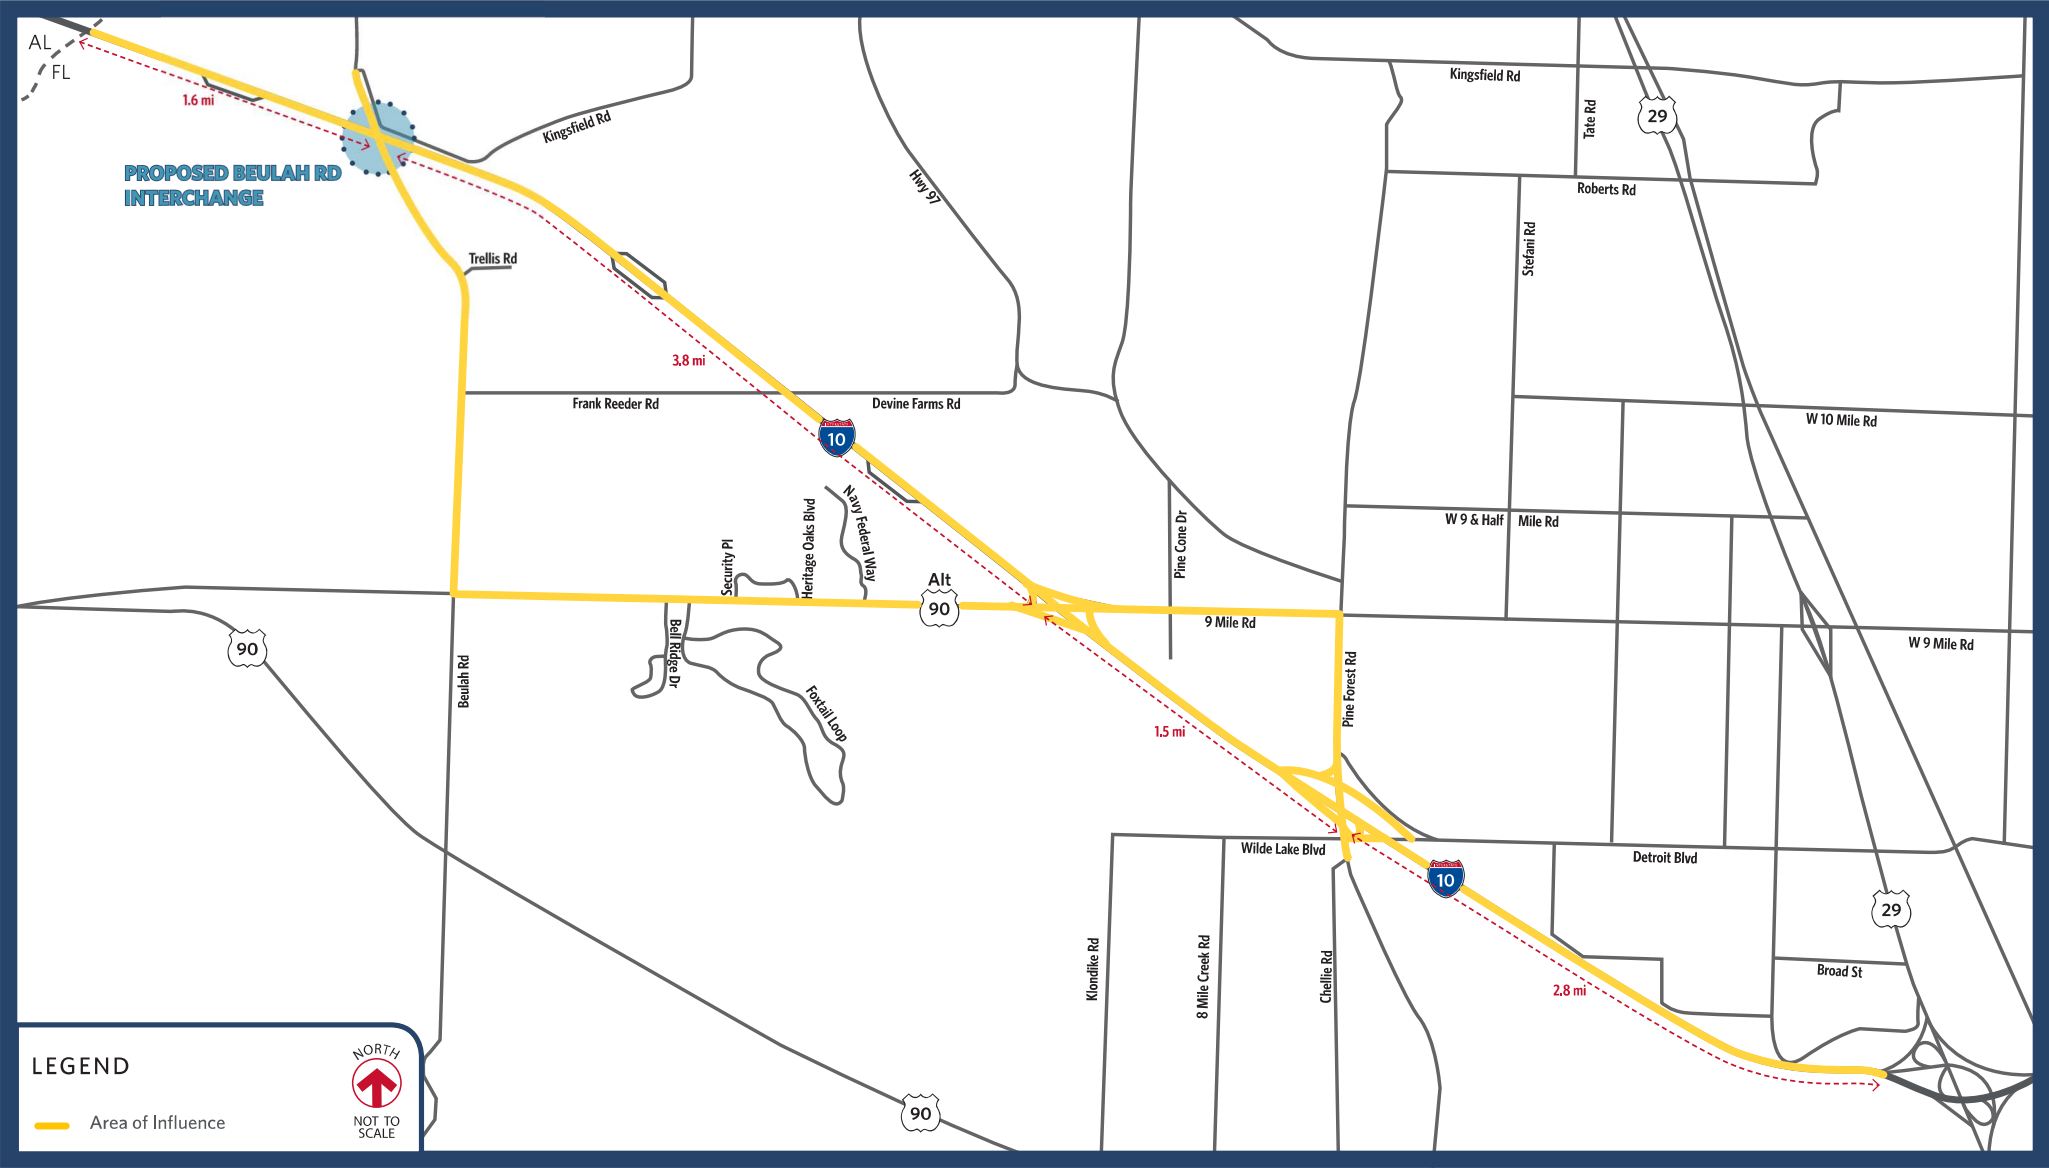 AL
FL
1.6 mi
PROPOSED BEULAH RD
INTERCHANGE
Kingsfield Rd
Trellis Rd
Hwy 97
Kingsfield Rd
Tate Rd
29
Roberts Rd
Stefani Rd
3.8 mi
Frank Reeder Rd
Devine Farms Rd
10
W 10 Mile Rd
W 9 & Half Mile Rd
Security Pl
Heritage Oaks Blvd
Navy Federal Way
Pine Cone Dr
Alt
90
9 Mile Rd
W 9 Mile Rd
90
Beulah Rd
Bell Ridge Dr
Foxtail Loop
Pine Forest Rd
1.5 mi
Wilde Lake Blvd
Detroit Blvd
10
29
Klondike Rd
8 Mile Creek Rd
Chellie Rd
2.8 mi
Broad St
90
LEGEND
Area of Influence
NORTH
NOT TO
SCALE